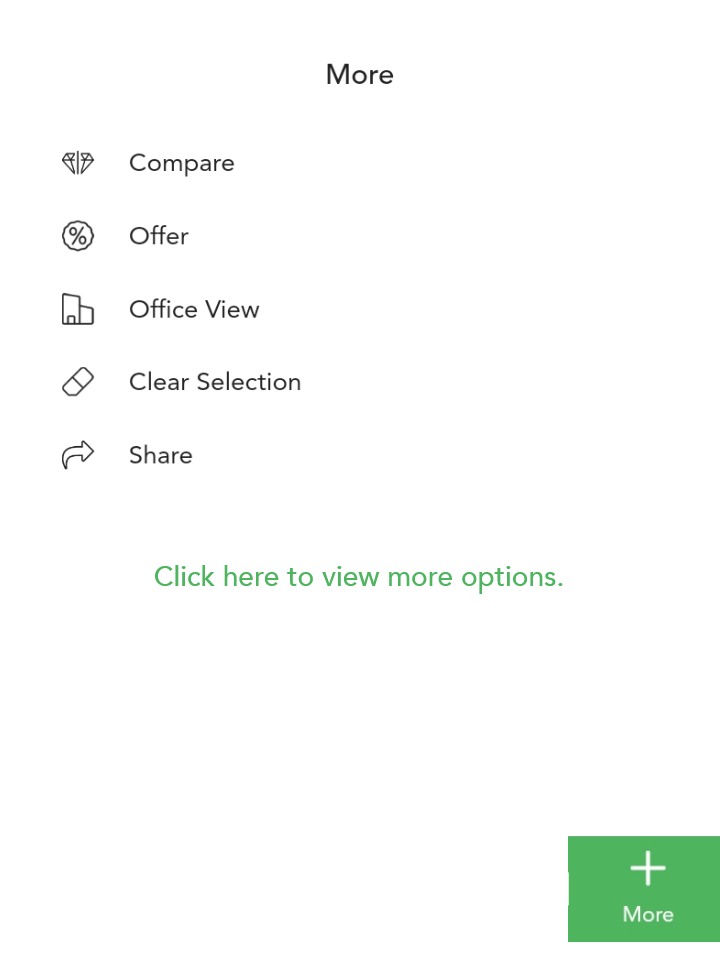 More
Compare
Offer
Office View
Clear Selection
Share
Click here to view more options.
More